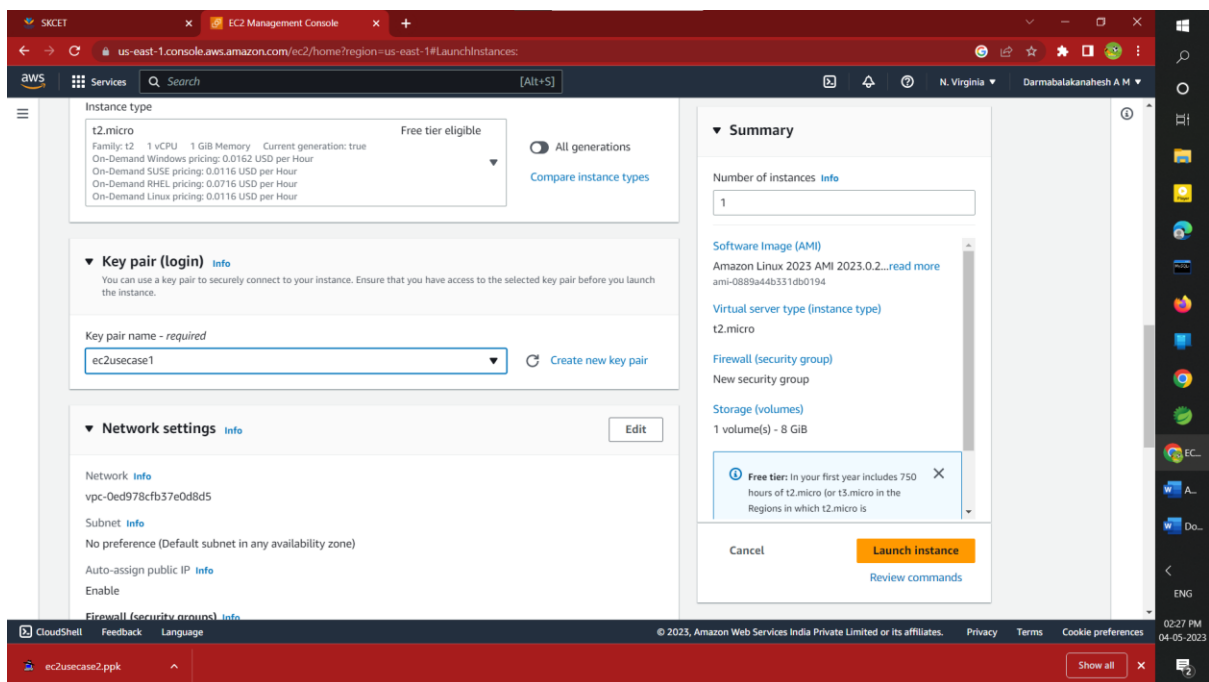 SKCET
EC2 Management Console
us-east-1.console.aws.amazon.com/ec2/home?region=us-east-1#LaunchInstances:
aws
Services
Search
[Alt+S]
N. Virginia
Darmabalakanahesh A M
Instance type
t2.micro
Free tier eligible
Family: t2 1 vCPU 1 GiB Memory Current generation: true
On-Demand Windows pricing: 0.0162 USD per Hour
On-Demand SUSE pricing: 0.0116 USD per Hour
On-Demand RHEL pricing: 0.0716 USD per Hour
On-Demand Linux pricing: 0.0116 USD per Hour
All generations
Compare instance types
Key pair (login) Info
You can use a key pair to securely connect to your instance. Ensure that you have access to the selected key pair before you launch
the instance.
Key pair name - required
ec2usecase1
Create new key pair
Network settings Info
Edit
Network Info
vpc-0ed978cfb37e0d8d5
Subnet Info
No preference (Default subnet in any availability zone)
Auto-assign public IP Info
Enable
Firewall (security groups) Info
Summary
Number of instances Info
1
Software Image (AMI)
Amazon Linux 2023 AMI 2023.0.2...read more
ami-0889a44b331db0194
Virtual server type (instance type)
t2.micro
Firewall (security group)
New security group
Storage (volumes)
1 volume(s) - 8 GiB
Free tier: In your first year includes 750
hours of t2.micro (or t3.micro in the
Regions in which t2.micro is
Cancel
Launch instance
Review commands
CloudShell
Feedback
Language
© 2023, Amazon Web Services India Private Limited or its affiliates.
Privacy
Terms
Cookie preferences
ec2usecase2.ppk
Show all
EC...
A...
Do...
ENG
02:27 PM
04-05-2023
2